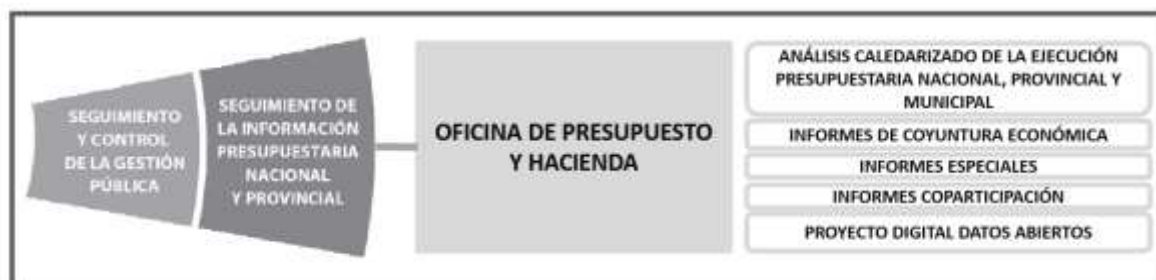 SEGUIMIENTO
Y CONTROL
DE LA GESTIÓN
PÚBLICA
SEGUIMIENTO DE
LA INFORMACIÓN
PRESUPUESTARIA
NACIONAL
Y PROVINCIAL
OFICINA DE PRESUPUESTO
Y HACIENDA
ANÁLISIS CALEDARIZADO DE LA EJECUCIÓN
PRESUPUESTARIA NACIONAL, PROVINCIAL Y
MUNICIPAL
INFORMES DE COYUNTURA ECONÓMICA
INFORMES ESPECIALES
INFORMES COPARTICIPACIÓN
PROYECTO DIGITAL DATOS ABIERTOS